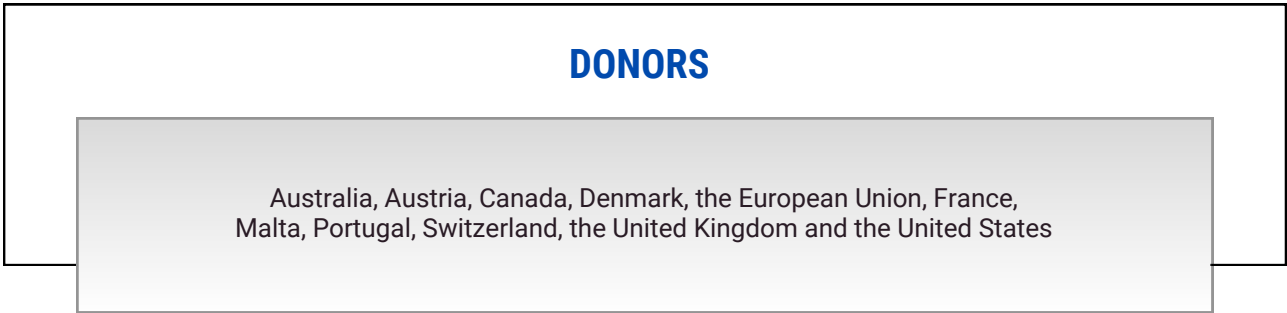 DONORS
Australia, Austria, Canada, Denmark, the European Union, France,
Malta, Portugal, Switzerland, the United Kingdom and the United States